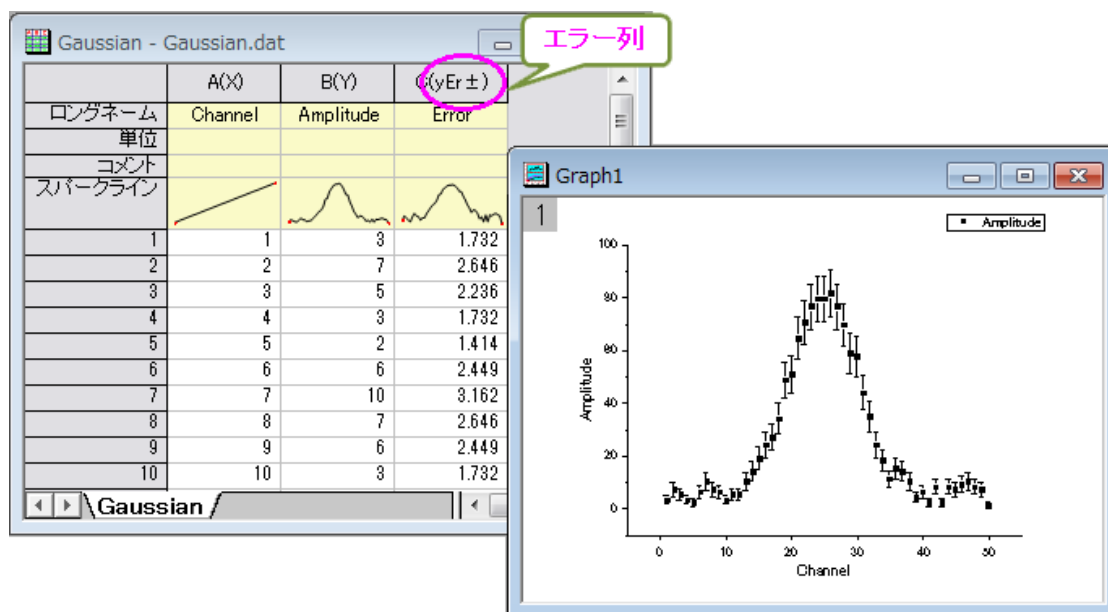 Gaussian - Gaussian.dat
エラー列
A(X) B(Y) C(yEr±)
ロングネーム Channel Amplitude Error
単位
コメント
スパークライン
1 1 3 1.732
2 2 7 2.646
3 3 5 2.236
4 4 3 1.732
5 5 2 1.414
6 6 6 2.449
7 7 10 3.162
8 8 7 2.646
9 9 6 2.449
10 10 3 1.732
Gaussian
Graph1
1
Amplitude
100
80
60
40
20
0
Amplitude
0 10 20 30 40 50
Channel